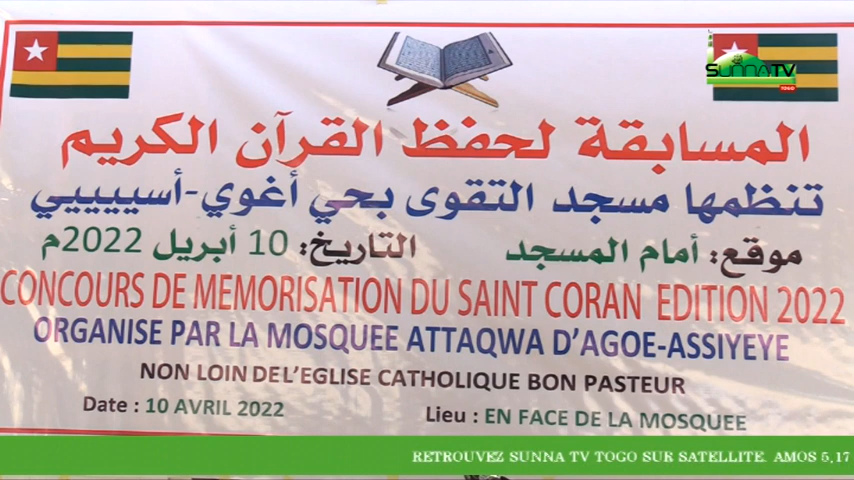 SUNNA TV
TOGO
المسابقة لحفظ القرآن الكريم
تنظمها مسجد التقوى بحي أغوي-أسيييي
موقع: أمام المسجد التاريخ: 10 أبريل 2022م
CONCOURS DE MEMORISATION DU SAINT CORAN EDITION 2022
ORGANISE PAR LA MOSQUEE ATTAQWA D'AGOE-ASSIYEYE
NON LOIN DE L'EGLISE CATHOLIQUE BON PASTEUR
Date : 10 AVRIL 2022 Lieu : EN FACE DE LA MOSQUEE
RETROUVEZ SUNNA TV TOGO SUR SATELLITE. AMOS 5,17